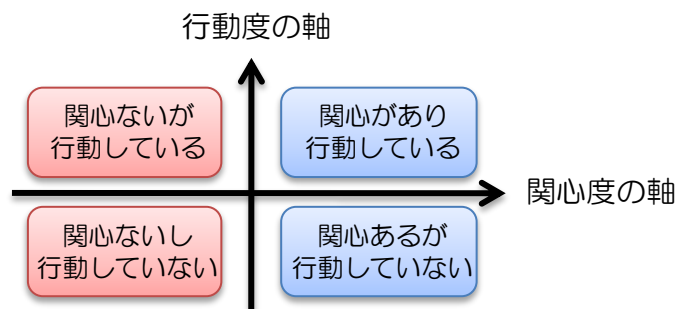 行動度の軸
関心ないが
行動している
関心があり
行動している
関心度の軸
関心ないし
行動していない
関心あるが
行動していない